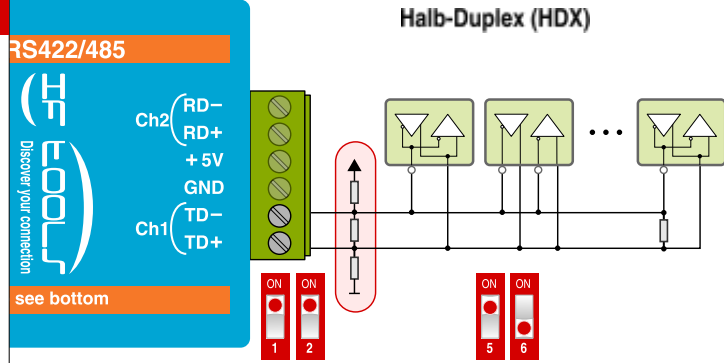 Halb-Duplex (HDX)
RS422/485
HF tools
Discover your connection
Ch2
RD−
RD+
+5V
GND
Ch1
TD−
TD+
see bottom
ON
1
ON
2
ON
5
ON
6